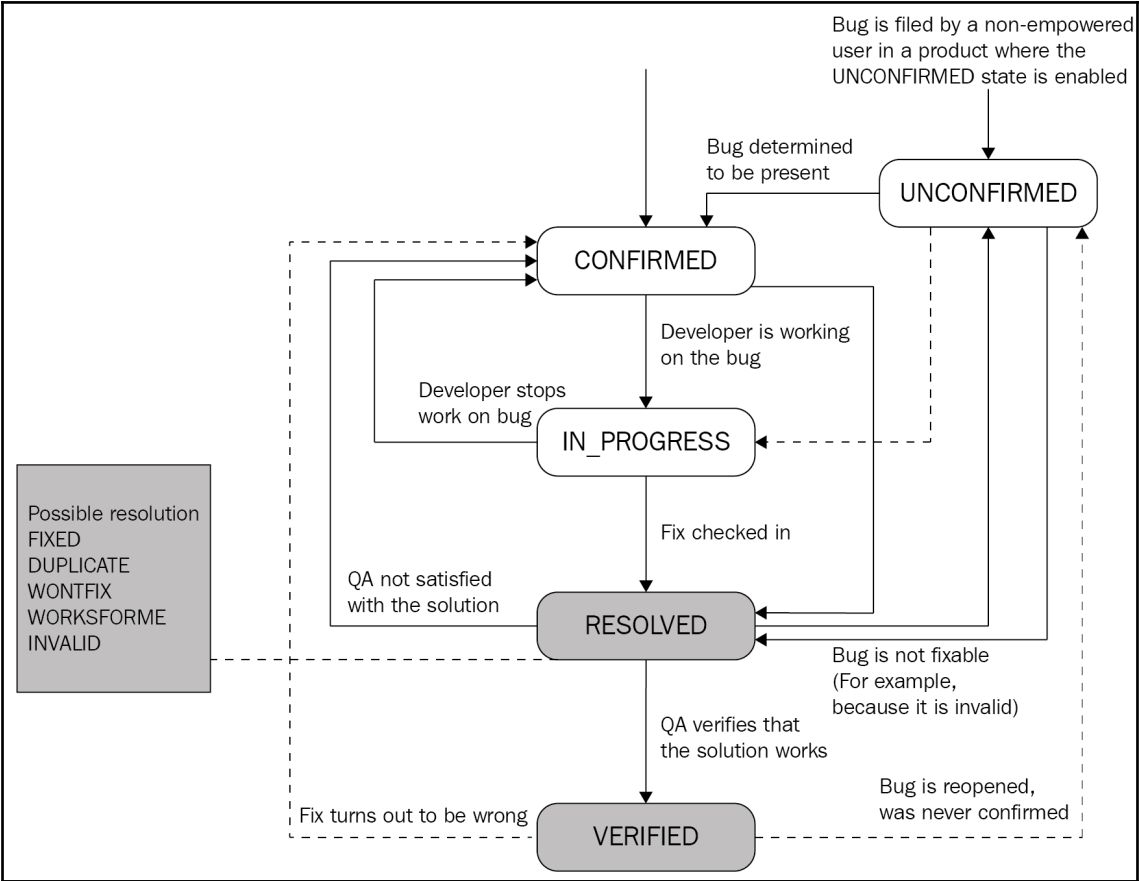 Bug is filed by a non-empowered
user in a product where the
UNCONFIRMED state is enabled
Bug determined
to be present
UNCONFIRMED
CONFIRMED
Developer is working
on the bug
Developer stops
work on bug
IN_PROGRESS
Possible resolution
FIXED
DUPLICATE
WONTFIX
WORKSFORME
INVALID
Fix checked in
QA not satisfied
with the solution
RESOLVED
Bug is not fixable
(For example,
because it is invalid)
QA verifies that
the solution works
Bug is reopened,
was never confirmed
Fix turns out to be wrong
VERIFIED